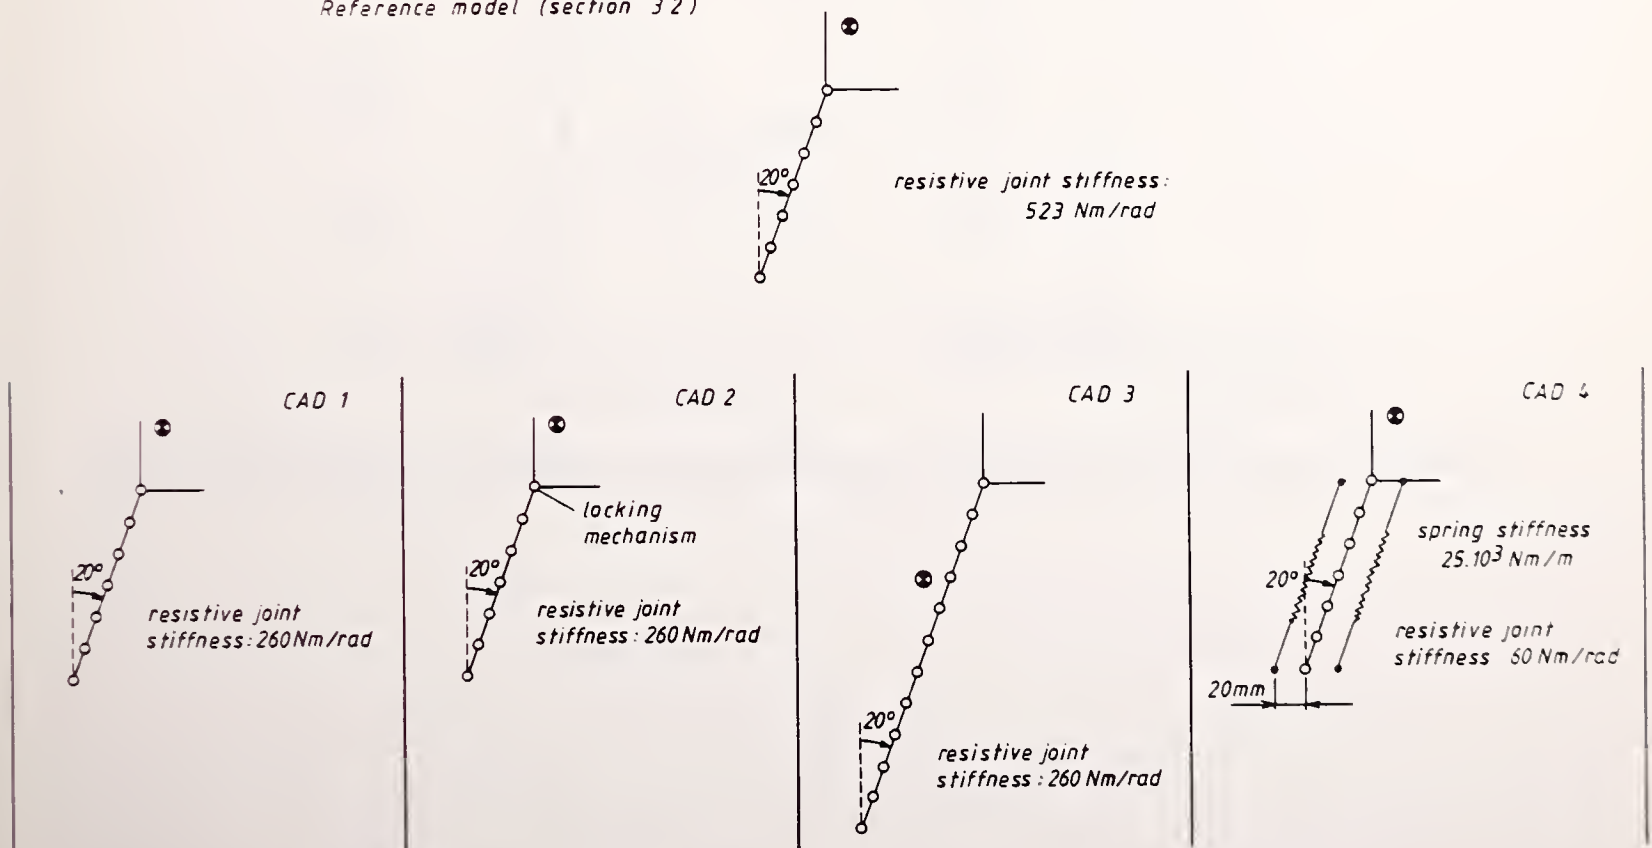 Reference model (section 3 2)
20°
resistive joint stiffness:
523 Nm/rad
CAD 1
20°
resistive joint
stiffness: 260 Nm/rad
CAD 2
locking
mechanism
20°
resistive joint
stiffness: 260 Nm/rad
CAD 3
20°
resistive joint
stiffness: 260 Nm/rad
CAD 4
spring stiffness
25.10³ Nm/m
20°
resistive joint
stiffness 60 Nm/rad
20mm